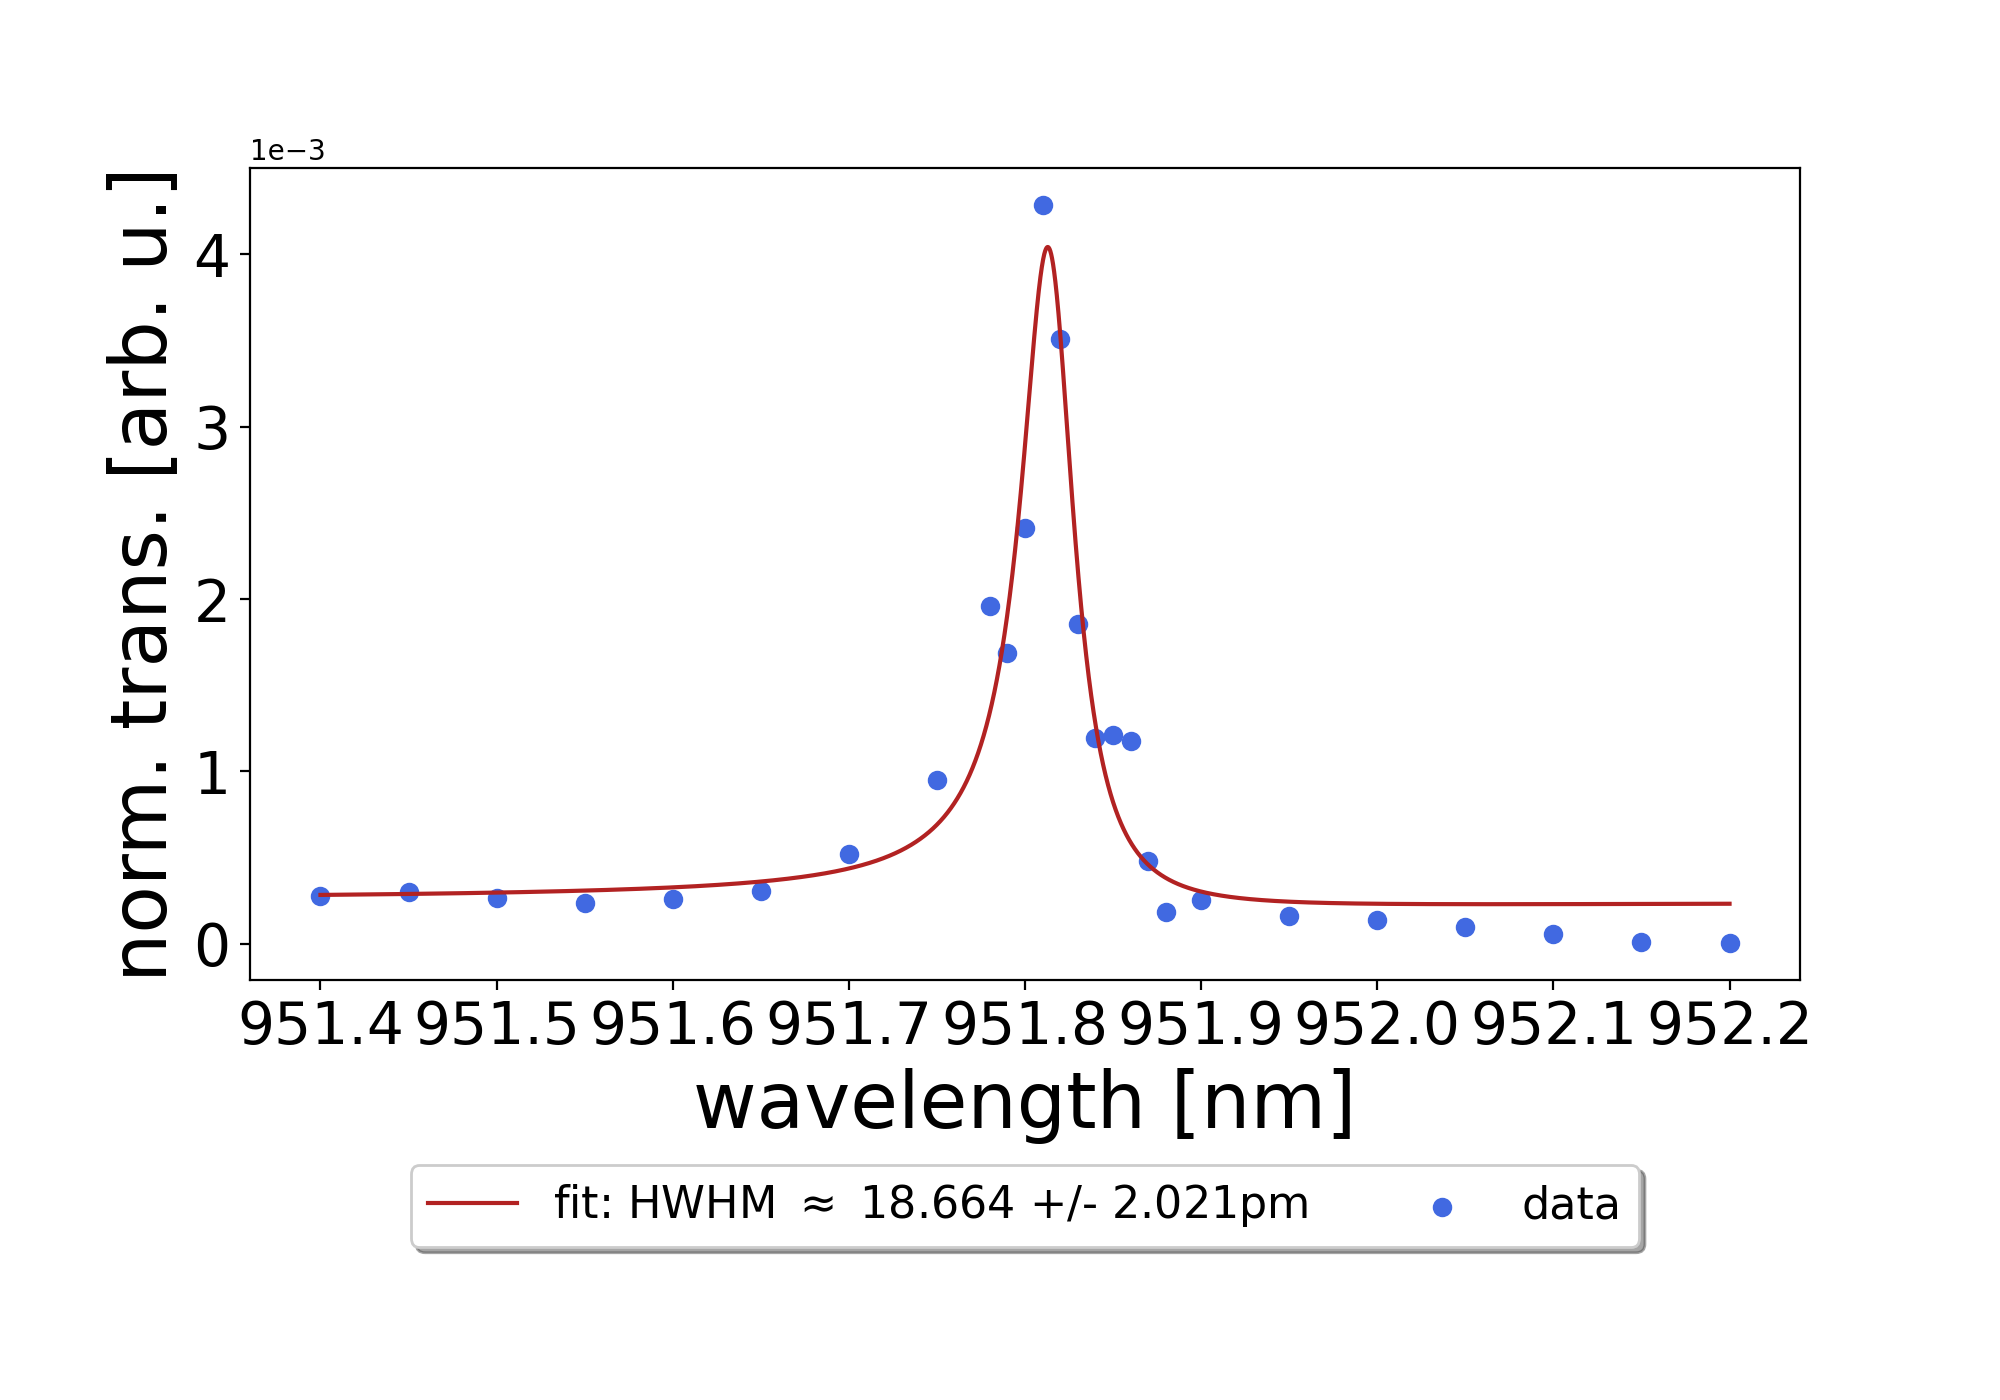 1e−3
norm. trans. [arb. u.]
4
3
2
1
0
951.4 951.5 951.6 951.7 951.8 951.9 952.0 952.1 952.2
wavelength [nm]
fit: HWHM ≈ 18.664 +/- 2.021pm data